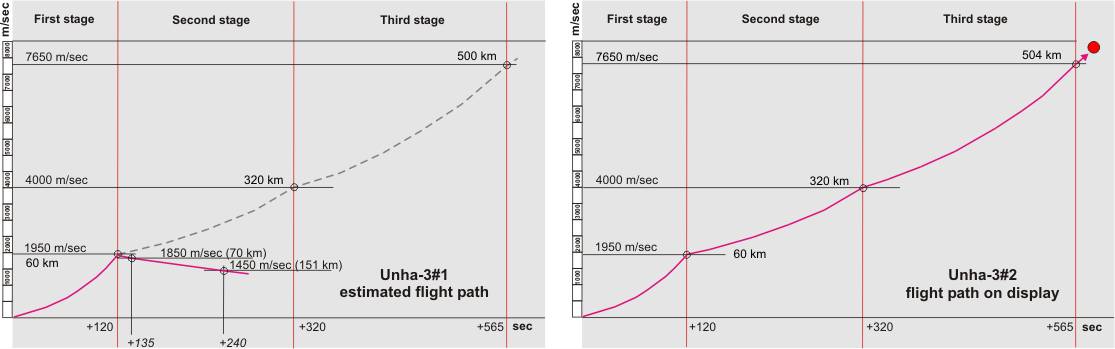 m/sec
First stage
Second stage
Third stage
8000
7650 m/sec
500 km
7000
6000
5000
4000 m/sec
320 km
4000
3000
2000
1950 m/sec
1850 m/sec (70 km)
60 km
1450 m/sec (151 km)
1000
Unha-3#1
estimated flight path
+120
+320
+565 sec
+135
+240
m/sec
First stage
Second stage
Third stage
8000
7650 m/sec
504 km
7000
6000
5000
4000 m/sec
320 km
4000
3000
2000
1950 m/sec
60 km
1000
Unha-3#2
flight path on display
+120
+320
+565 sec